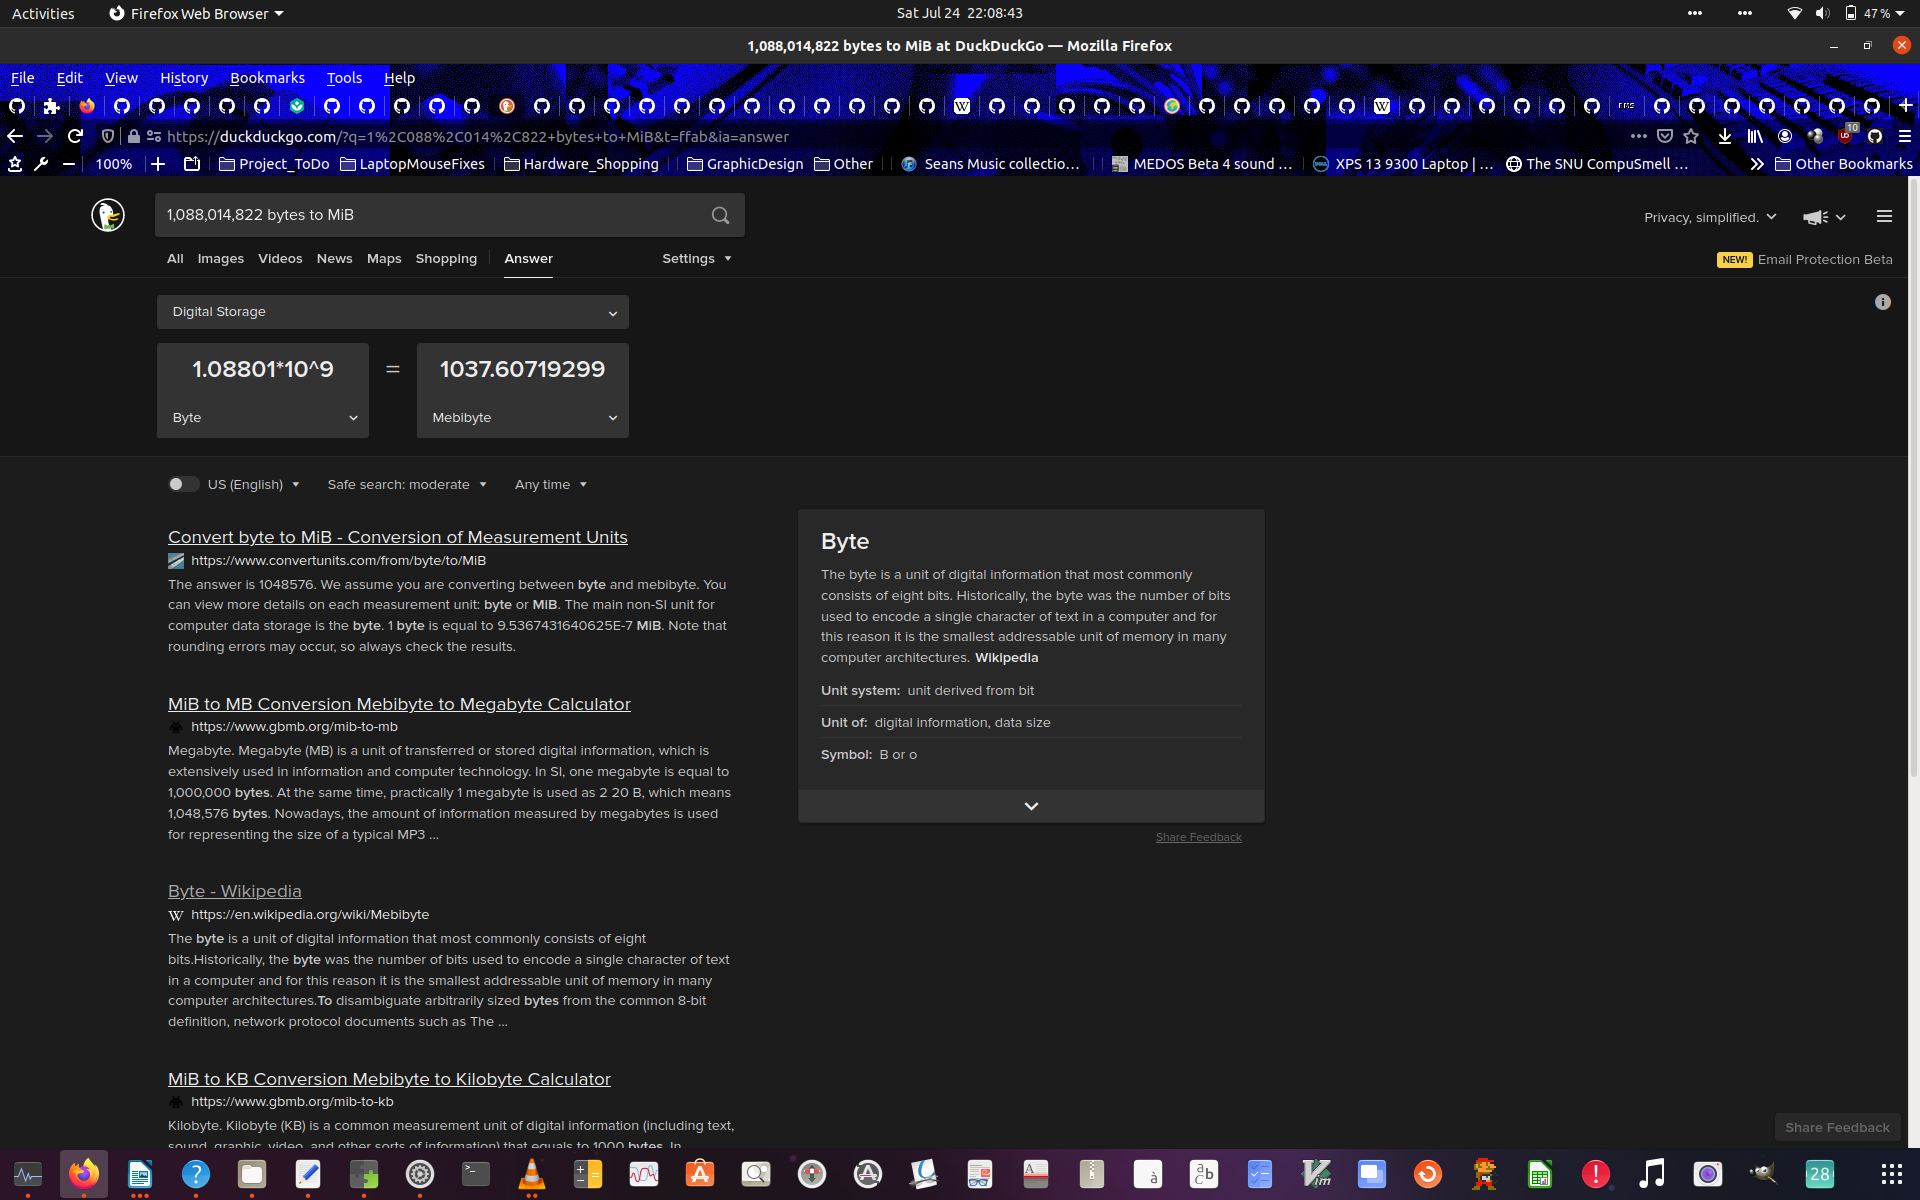 Activities
Firefox Web Browser
Sat Jul 24 22:08:43
47 %
1,088,014,822 bytes to MiB at DuckDuckGo — Mozilla Firefox
File Edit View History Bookmarks Tools Help
https://duckduckgo.com/?q=1%2C088%2C014%2C822+bytes+to+MiB&t=ffab&ia=answer
10
100% Project_ToDo LaptopMouseFixes Hardware_Shopping GraphicDesign Other Seans Music collectio... MEDOS Beta 4 sound ... XPS 13 9300 Laptop | ... The SNU CompuSmell ... Other Bookmarks
1,088,014,822 bytes to MiB
Privacy, simplified.
All Images Videos News Maps Shopping Answer Settings
NEW! Email Protection Beta
Digital Storage
1.08801*10^9 = 1037.60719299
Byte Mebibyte
US (English) Safe search: moderate Any time
Convert byte to MiB - Conversion of Measurement Units
https://www.convertunits.com/from/byte/to/MiB
The answer is 1048576. We assume you are converting between byte and mebibyte. You
can view more details on each measurement unit: byte or MiB. The main non-SI unit for
computer data storage is the byte. 1 byte is equal to 9.5367431640625E-7 MiB. Note that
rounding errors may occur, so always check the results.
MiB to MB Conversion Mebibyte to Megabyte Calculator
https://www.gbmb.org/mib-to-mb
Megabyte. Megabyte (MB) is a unit of transferred or stored digital information, which is
extensively used in information and computer technology. In SI, one megabyte is equal to
1,000,000 bytes. At the same time, practically 1 megabyte is used as 2 20 B, which means
1,048,576 bytes. Nowadays, the amount of information measured by megabytes is used
for representing the size of a typical MP3 ...
Byte - Wikipedia
https://en.wikipedia.org/wiki/Mebibyte
The byte is a unit of digital information that most commonly consists of eight
bits.Historically, the byte was the number of bits used to encode a single character of text
in a computer and for this reason it is the smallest addressable unit of memory in many
computer architectures.To disambiguate arbitrarily sized bytes from the common 8-bit
definition, network protocol documents such as The ...
MiB to KB Conversion Mebibyte to Kilobyte Calculator
https://www.gbmb.org/mib-to-kb
Kilobyte. Kilobyte (KB) is a common measurement unit of digital information (including text,
sound, graphic, video, and other sorts of information) that equals to 1000 bytes. In
Byte
The byte is a unit of digital information that most commonly
consists of eight bits. Historically, the byte was the number of bits
used to encode a single character of text in a computer and for
this reason it is the smallest addressable unit of memory in many
computer architectures. Wikipedia
Unit system: unit derived from bit
Unit of: digital information, data size
Symbol: B or o
Share Feedback
Share Feedback
28